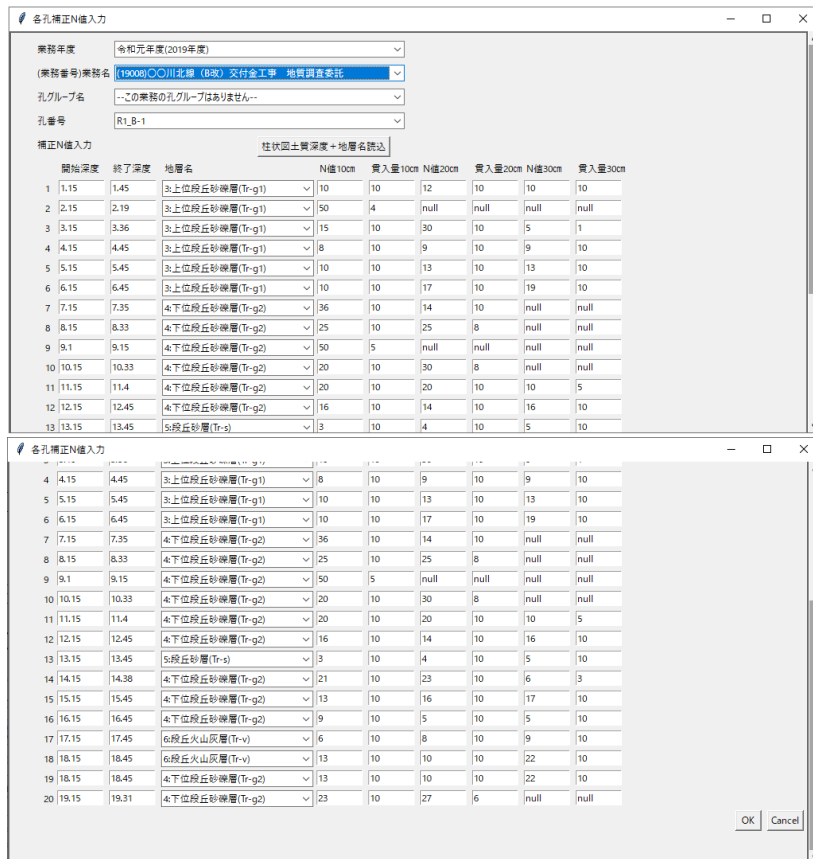 各孔補正N値入力
業務年度 令和元年度(2019年度)
(業務番号)業務名 (19008)〇〇川北線（B改）交付金工事　地質調査委託
孔グループ名 --この業務の孔グループはありません--
孔番号 R1_B-1
補正N値入力 柱状図土質深度＋地層名読込
開始深度 終了深度 地層名 N値10cm 貫入量10cm N値20cm 貫入量20cm N値30cm 貫入量30cm
1 1.15 1.45 3:上位段丘砂礫層(Tr-g1) 10 10 12 10 10 10
2 2.15 2.19 3:上位段丘砂礫層(Tr-g1) 50 4 null null null null
3 3.15 3.36 3:上位段丘砂礫層(Tr-g1) 15 10 30 10 5 1
4 4.15 4.45 3:上位段丘砂礫層(Tr-g1) 8 10 9 10 9 10
5 5.15 5.45 3:上位段丘砂礫層(Tr-g1) 10 10 13 10 13 10
6 6.15 6.45 3:上位段丘砂礫層(Tr-g1) 10 10 17 10 19 10
7 7.15 7.35 4:下位段丘砂礫層(Tr-g2) 36 10 14 10 null null
8 8.15 8.33 4:下位段丘砂礫層(Tr-g2) 25 10 25 8 null null
9 9.1 9.15 4:下位段丘砂礫層(Tr-g2) 50 5 null null null null
10 10.15 10.33 4:下位段丘砂礫層(Tr-g2) 20 10 30 8 null null
11 11.15 11.4 4:下位段丘砂礫層(Tr-g2) 20 10 20 10 10 5
12 12.15 12.45 4:下位段丘砂礫層(Tr-g2) 16 10 14 10 16 10
13 13.15 13.45 5:段丘砂層(Tr-s) 3 10 4 10 5 10
各孔補正N値入力
4 4.15 4.45 3:上位段丘砂礫層(Tr-g1) 8 10 9 10 9 10
5 5.15 5.45 3:上位段丘砂礫層(Tr-g1) 10 10 13 10 13 10
6 6.15 6.45 3:上位段丘砂礫層(Tr-g1) 10 10 17 10 19 10
7 7.15 7.35 4:下位段丘砂礫層(Tr-g2) 36 10 14 10 null null
8 8.15 8.33 4:下位段丘砂礫層(Tr-g2) 25 10 25 8 null null
9 9.1 9.15 4:下位段丘砂礫層(Tr-g2) 50 5 null null null null
10 10.15 10.33 4:下位段丘砂礫層(Tr-g2) 20 10 30 8 null null
11 11.15 11.4 4:下位段丘砂礫層(Tr-g2) 20 10 20 10 10 5
12 12.15 12.45 4:下位段丘砂礫層(Tr-g2) 16 10 14 10 16 10
13 13.15 13.45 5:段丘砂層(Tr-s) 3 10 4 10 5 10
14 14.15 14.38 4:下位段丘砂礫層(Tr-g2) 21 10 23 10 6 3
15 15.15 15.45 4:下位段丘砂礫層(Tr-g2) 13 10 16 10 17 10
16 16.15 16.45 4:下位段丘砂礫層(Tr-g2) 9 10 5 10 5 10
17 17.15 17.45 6:段丘火山灰層(Tr-v) 6 10 8 10 9 10
18 18.15 18.45 6:段丘火山灰層(Tr-v) 13 10 10 10 22 10
19 18.15 18.45 4:下位段丘砂礫層(Tr-g2) 13 10 10 10 22 10
20 19.15 19.31 4:下位段丘砂礫層(Tr-g2) 23 10 27 6 null null
OK Cancel